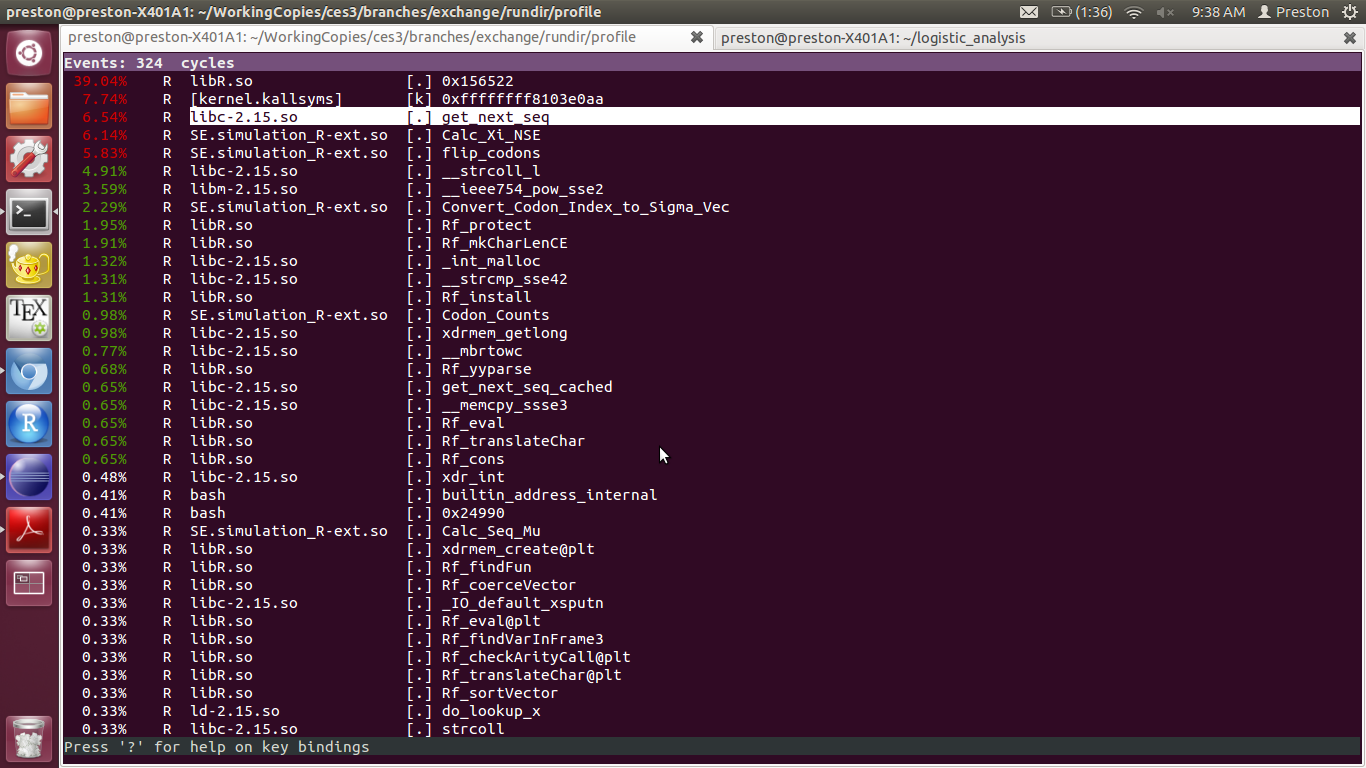 preston@preston-X401A1: ~/WorkingCopies/ces3/branches/exchange/rundir/profile (1:36) 9:38 AM Preston
preston@preston-X401A1: ~/WorkingCopies/ces3/branches/exchange/rundir/profile preston@preston-X401A1: ~/logistic_analysis
Events: 324 cycles
39.04% R libR.so [.] 0x156522
7.74% R [kernel.kallsyms] [k] 0xffffffff8103e0aa
6.54% R libc-2.15.so [.] get_next_seq
6.14% R SE.simulation_R-ext.so [.] Calc_Xi_NSE
5.83% R SE.simulation_R-ext.so [.] flip_codons
4.91% R libc-2.15.so [.] __strcoll_l
3.59% R libm-2.15.so [.] __ieee754_pow_sse2
2.29% R SE.simulation_R-ext.so [.] Convert_Codon_Index_to_Sigma_Vec
1.95% R libR.so [.] Rf_protect
1.91% R libR.so [.] Rf_mkCharLenCE
1.32% R libc-2.15.so [.] _int_malloc
1.31% R libc-2.15.so [.] __strcmp_sse42
1.31% R libR.so [.] Rf_install
0.98% R SE.simulation_R-ext.so [.] Codon_Counts
0.98% R libc-2.15.so [.] xdrmem_getlong
0.77% R libc-2.15.so [.] __mbrtowc
0.68% R libR.so [.] Rf_yyparse
0.65% R libc-2.15.so [.] get_next_seq_cached
0.65% R libc-2.15.so [.] __memcpy_ssse3
0.65% R libR.so [.] Rf_eval
0.65% R libR.so [.] Rf_translateChar
0.65% R libR.so [.] Rf_cons
0.48% R libc-2.15.so [.] xdr_int
0.41% R bash [.] builtin_address_internal
0.41% R bash [.] 0x24990
0.33% R SE.simulation_R-ext.so [.] Calc_Seq_Mu
0.33% R libR.so [.] xdrmem_create@plt
0.33% R libR.so [.] Rf_findFun
0.33% R libR.so [.] Rf_coerceVector
0.33% R libc-2.15.so [.] _IO_default_xsputn
0.33% R libR.so [.] Rf_eval@plt
0.33% R libR.so [.] Rf_findVarInFrame3
0.33% R libR.so [.] Rf_checkArityCall@plt
0.33% R libR.so [.] Rf_translateChar@plt
0.33% R libR.so [.] Rf_sortVector
0.33% R ld-2.15.so [.] do_lookup_x
0.33% R libc-2.15.so [.] strcoll
Press '?' for help on key bindings
TEX
R